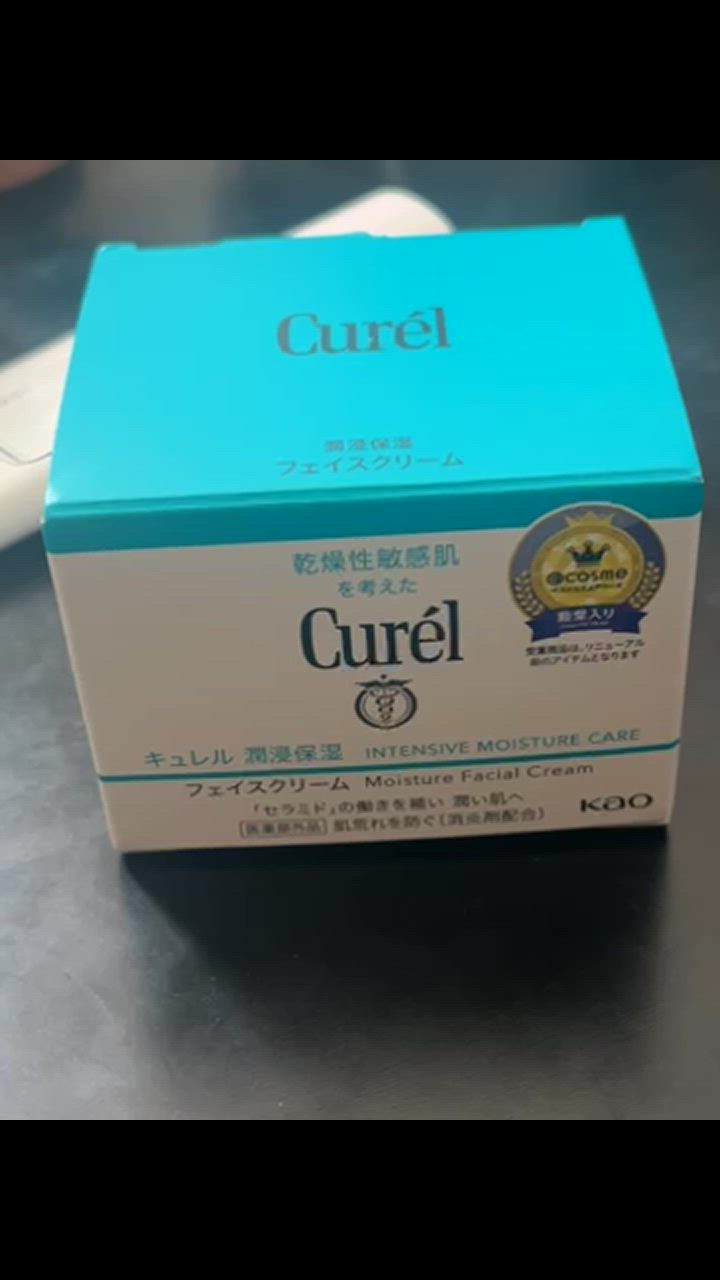 Curél
潤浸保湿
フェイスクリーム
乾燥性敏感肌
を考えた
Curél
@cosme
殿堂入り
受賞商品は、リニューアル
前のアイテムとなります
キュレル 潤浸保湿 INTENSIVE MOISTURE CARE
フェイスクリーム Moisture Facial Cream
「セラミド」の働きを補い 潤い肌へ
医薬部外品 肌荒れを防ぐ(消炎剤配合)
Kao